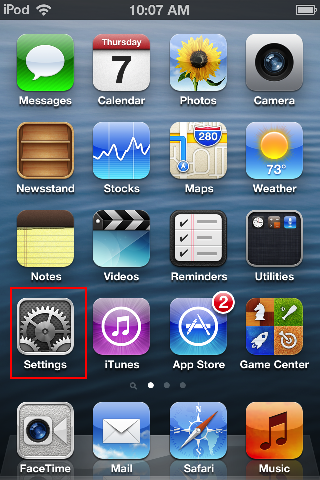 iPod 10:07 AM
Thursday
7
Messages Calendar Photos Camera
280
73°
Newsstand Stocks Maps Weather
Notes Videos Reminders Utilities
2
Settings iTunes App Store Game Center
FaceTime Mail Safari Music